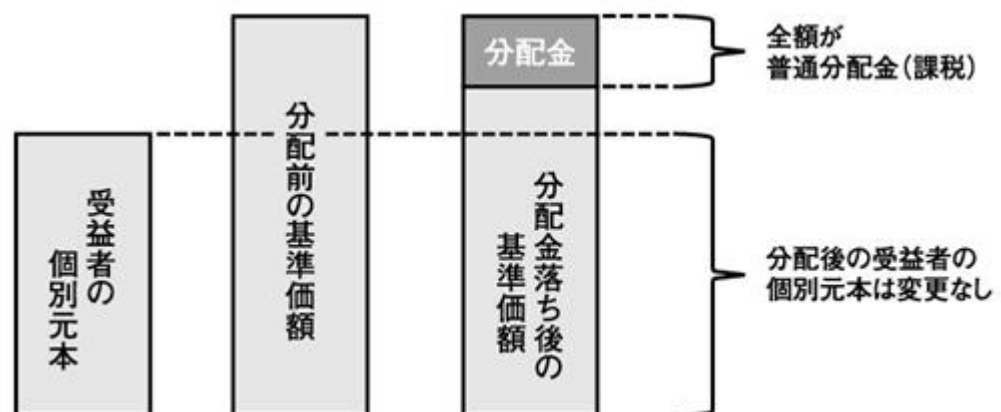 受益者の
個別元本
分配前の基準価額
分配金
分配金落ち後の
基準価額
全額が
普通分配金(課税)
分配後の受益者の
個別元本は変更なし